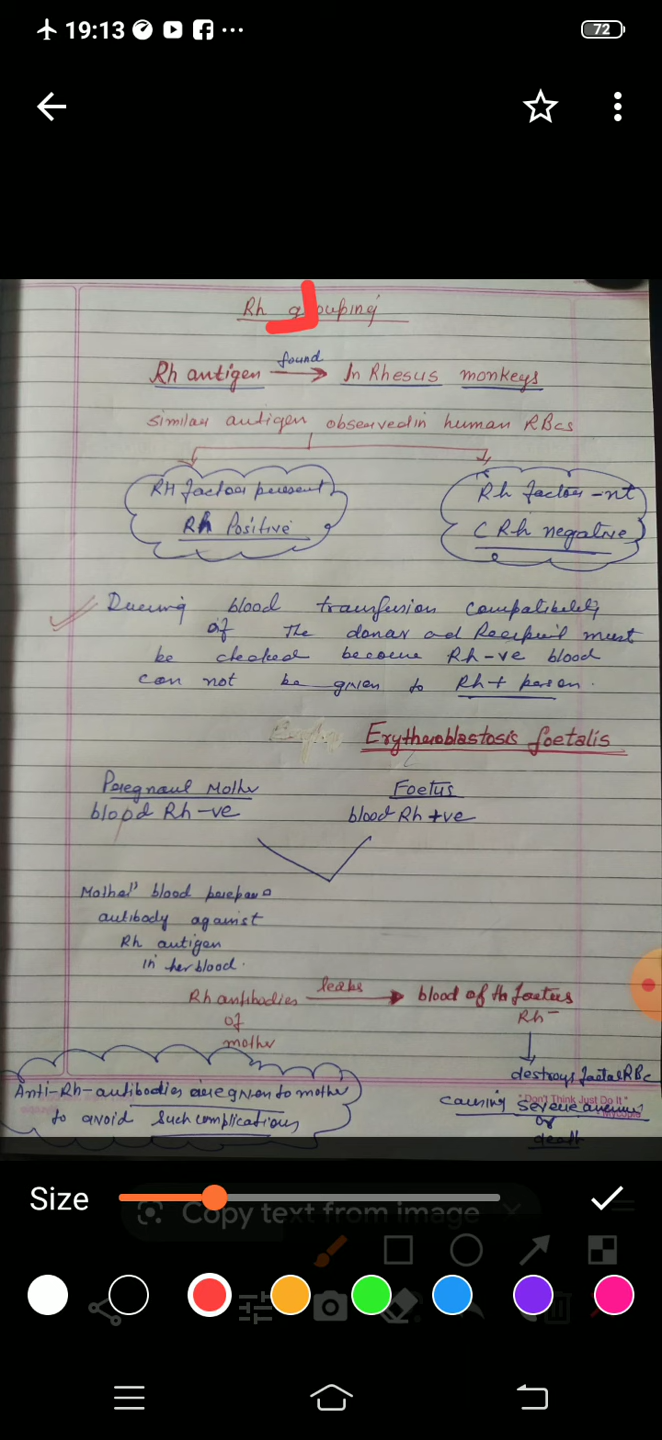 19:13
72
Rh grouping
found
Rh antigen → In Rhesus monkeys
similar antigen observed in human RBCs
RH factor present
Rh Positive
Rh factor -nt
( Rh negative
During blood transfusion compatibility
of the donar and Recepient must
be checked because Rh-ve blood
can not be given to Rh+ person.
Erythroblastosis foetalis
Pregnant Mother
blood Rh -ve
Foetus
blood Rh +ve
Mother' blood prepare
antibody against
Rh antigen
in her blood.
Rh antibodies leaks → blood of the foetus
of
mother
Rh-
destroys foetal RBC
causing severe anemia
or
death
Anti-Rh-antibodies are given to mother
to avoid such complications
"Don't Think Just Do It"
Size
Copy text from image